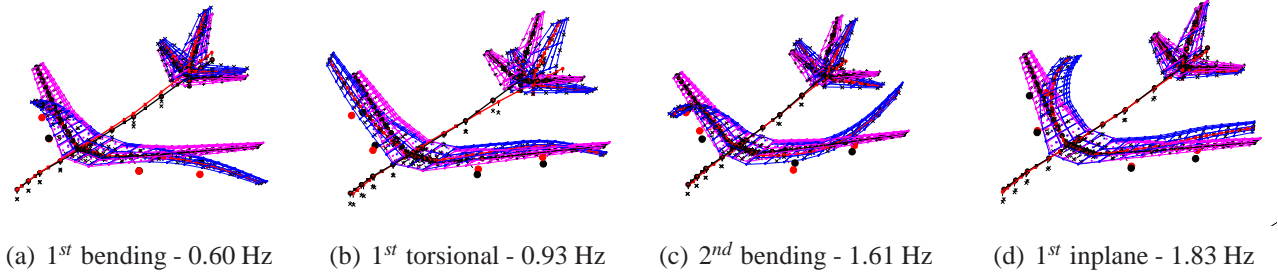 (a) 1st bending - 0.60 Hz
(b) 1st torsional - 0.93 Hz
(c) 2nd bending - 1.61 Hz
(d) 1st inplane - 1.83 Hz